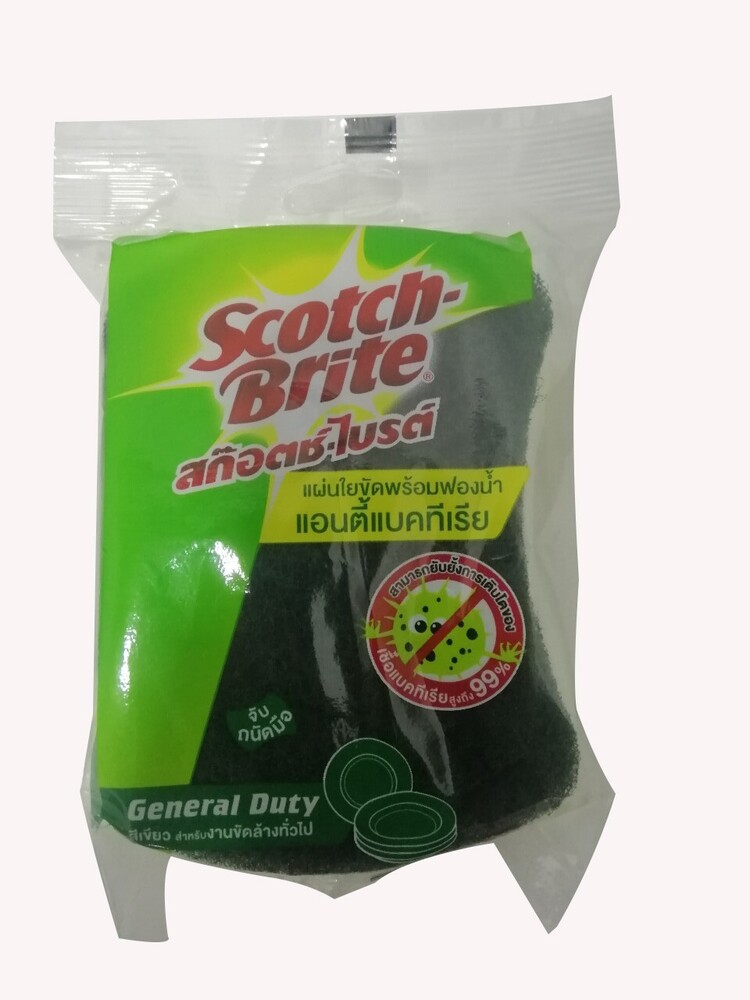 Scotch-
Brite®
สก๊อตช์-ไบรต์
แผ่นใยขัดพร้อมฟองน้ำ
แอนตี้แบคทีเรีย
สามารถยับยั้งการเติบโตของ
เชื้อแบคทีเรียสูงถึง 99%
จับ
ถนัดมือ
General Duty
สีเขียว สำหรับงานขัดล้างทั่วไป